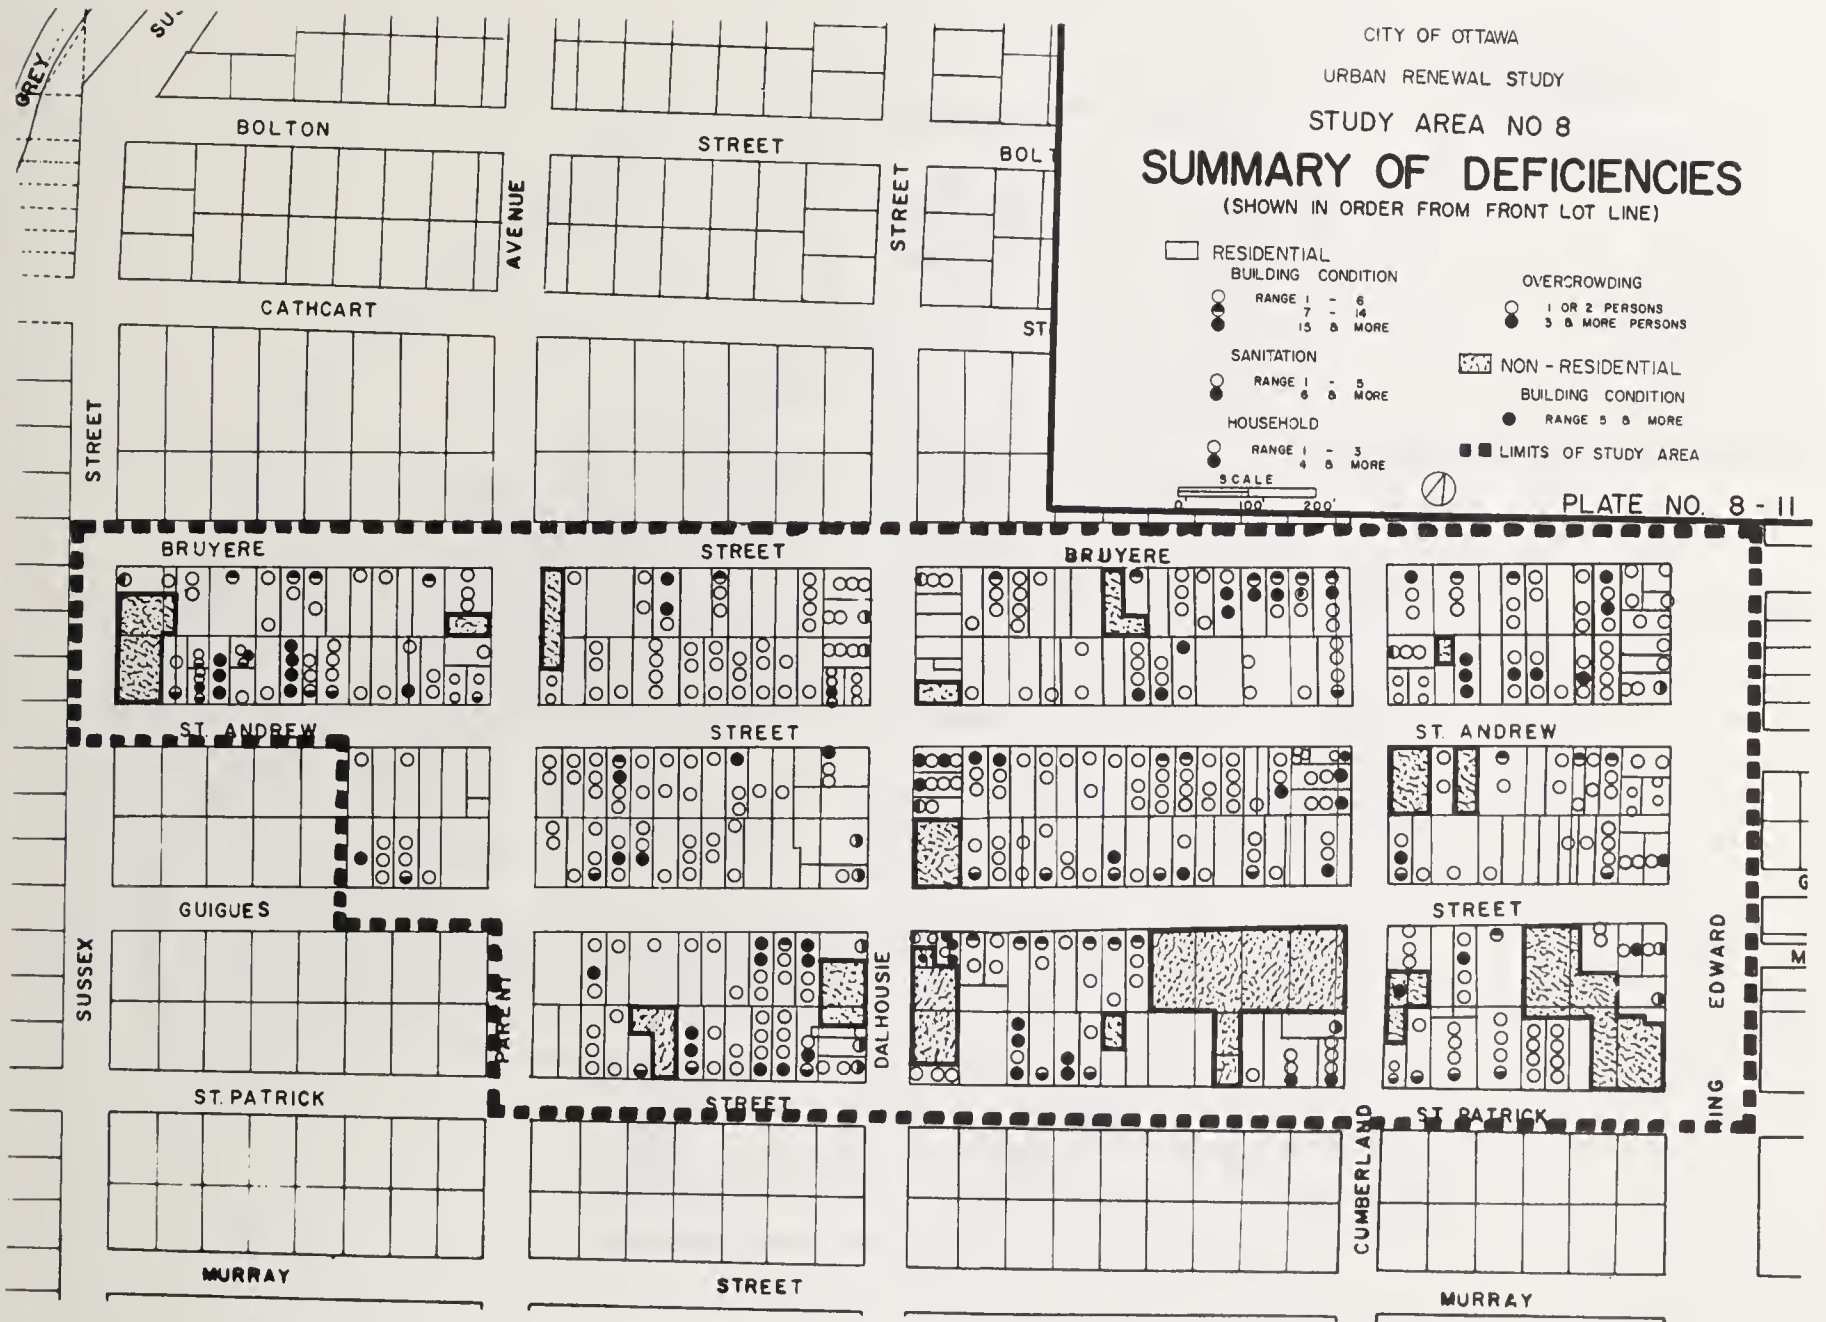 CITY OF OTTAWA
URBAN RENEWAL STUDY
STUDY AREA NO 8
SUMMARY OF DEFICIENCIES
(SHOWN IN ORDER FROM FRONT LOT LINE)
RESIDENTIAL
BUILDING CONDITION
RANGE 1 - 6
7 - 14
15 & MORE
SANITATION
RANGE 1 - 5
6 & MORE
HOUSEHOLD
RANGE 1 - 3
4 & MORE
OVERCROWDING
1 OR 2 PERSONS
3 & MORE PERSONS
NON - RESIDENTIAL
BUILDING CONDITION
RANGE 5 & MORE
LIMITS OF STUDY AREA
SCALE
0 100' 200'
PLATE NO. 8 - 11
GREY
SU
BOLTON
STREET
BOLT
AVENUE
STREET
CATHCART
ST
STREET
BRUYERE
STREET
BRUYERE
ST. ANDREW
STREET
ST. ANDREW
GUIGUES
STREET
G
M
SUSSEX
PARENT
DALHOUSIE
EDWARD
KING
ST. PATRICK
STREET
ST. PATRICK
CUMBERLAND
MURRAY
STREET
MURRAY